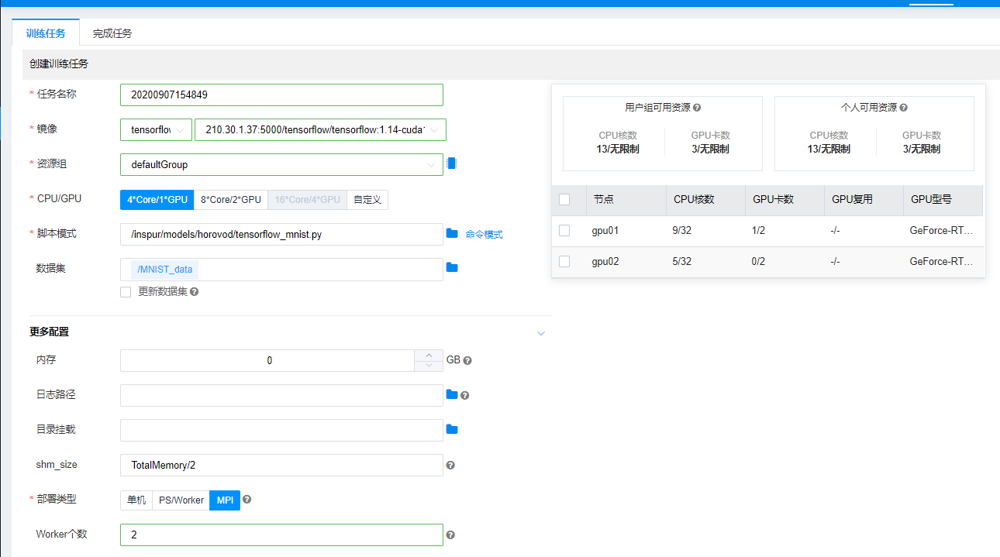 训练任务 完成任务
创建训练任务
* 任务名称 20200907154849
* 镜像 tensorflow 210.30.1.37:5000/tensorflow/tensorflow:1.14-cuda1
* 资源组 defaultGroup
* CPU/GPU 4*Core/1*GPU 8*Core/2*GPU 16*Core/4*GPU 自定义
* 脚本模式 /inspur/models/horovod/tensorflow_mnist.py 命令模式
数据集 /MNIST_data
更新数据集
更多配置
内存 0 GB
日志路径
目录挂载
shm_size TotalMemory/2
* 部署类型 单机 PS/Worker MPI
Worker个数 2
用户组可用资源 个人可用资源
CPU核数 GPU卡数 CPU核数 GPU卡数
13/无限制 3/无限制 13/无限制 3/无限制
节点 CPU核数 GPU卡数 GPU复用 GPU型号
gpu01 9/32 1/2 -/- GeForce-RT...
gpu02 5/32 0/2 -/- GeForce-RT...